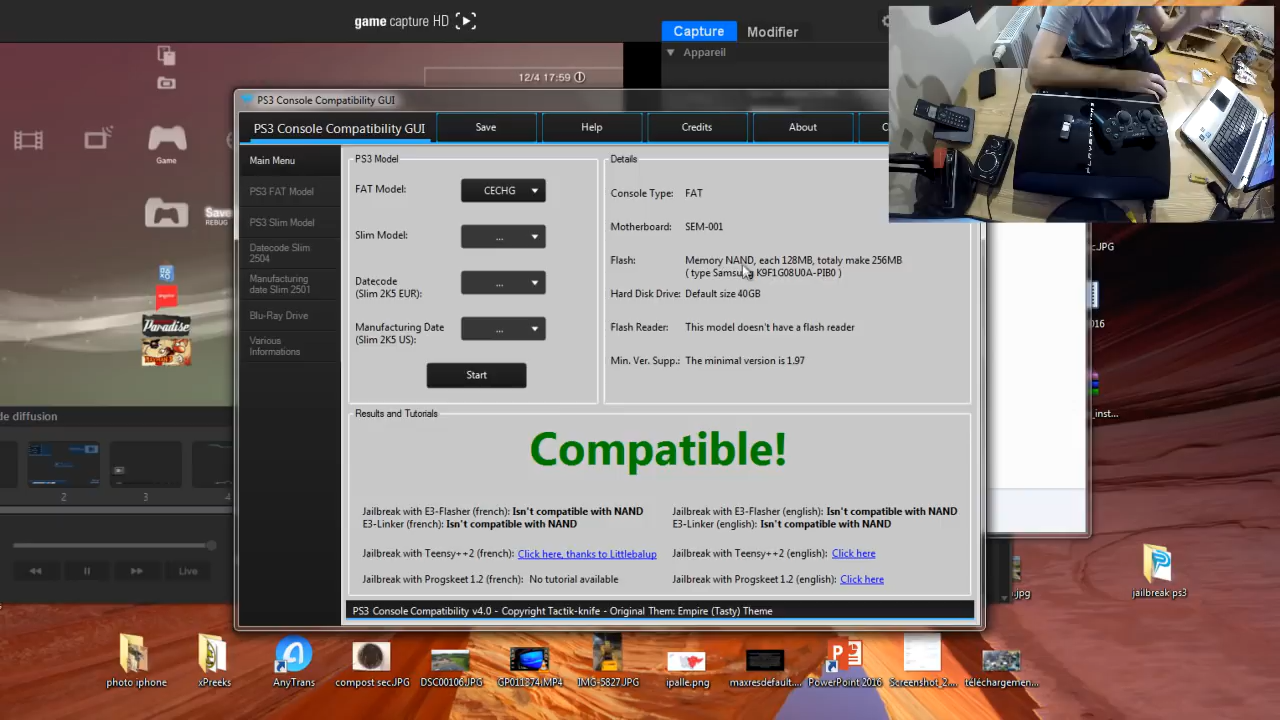 game capture HD
Capture
Modifier
Appareil
12/4 17:59
Game
REBUG
Paradise
de diffusion
2
3
4
Live
PS3 Console Compatibility GUI
PS3 Console Compatibility GUI
Save
Help
Credits
About
C
Main Menu
PS3 FAT Model
PS3 Slim Model
Datecode Slim
2504
Manufacturing
date Slim 2501
Blu-Ray Drive
Various
Informations
PS3 Model
FAT Model:
CECHG
Slim Model:
...
Datecode
(Slim 2K5 EUR):
...
Manufacturing Date
(Slim 2K5 US):
...
Start
Details
Console Type: FAT
Motherboard: SEM-001
Flash: Memory NAND, each 128MB, totaly make 256MB
( type Samsung K9F1G08U0A-PIB0 )
Hard Disk Drive: Default size 40GB
Flash Reader: This model doesn't have a flash reader
Min. Ver. Supp.: The minimal version is 1.97
Results and Tutorials
Compatible!
Jailbreak with E3-Flasher (french): Isn't compatible with NAND
E3-Linker (french): Isn't compatible with NAND
Jailbreak with Teensy++2 (french): Click here, thanks to Littlebalup
Jailbreak with Progskeet 1.2 (french): No tutorial available
Jailbreak with E3-Flasher (english): Isn't compatible with NAND
E3-Linker (english): Isn't compatible with NAND
Jailbreak with Teensy++2 (english): Click here
Jailbreak with Progskeet 1.2 (english): Click here
PS3 Console Compatibility v4.0 - Copyright Tactik-knife - Original Them: Empire (Tasty) Theme
.JPG
016
_inst...
.jpg
jailbreak ps3
photo iphone
xPreeks
AnyTrans
compost sec.JPG
DSC00106.JPG
GP011374.MP4
IMG-5827.JPG
ipalle.png
maxresdefault....
PowerPoint 2016
Screenshot_2....
téléchargemen...